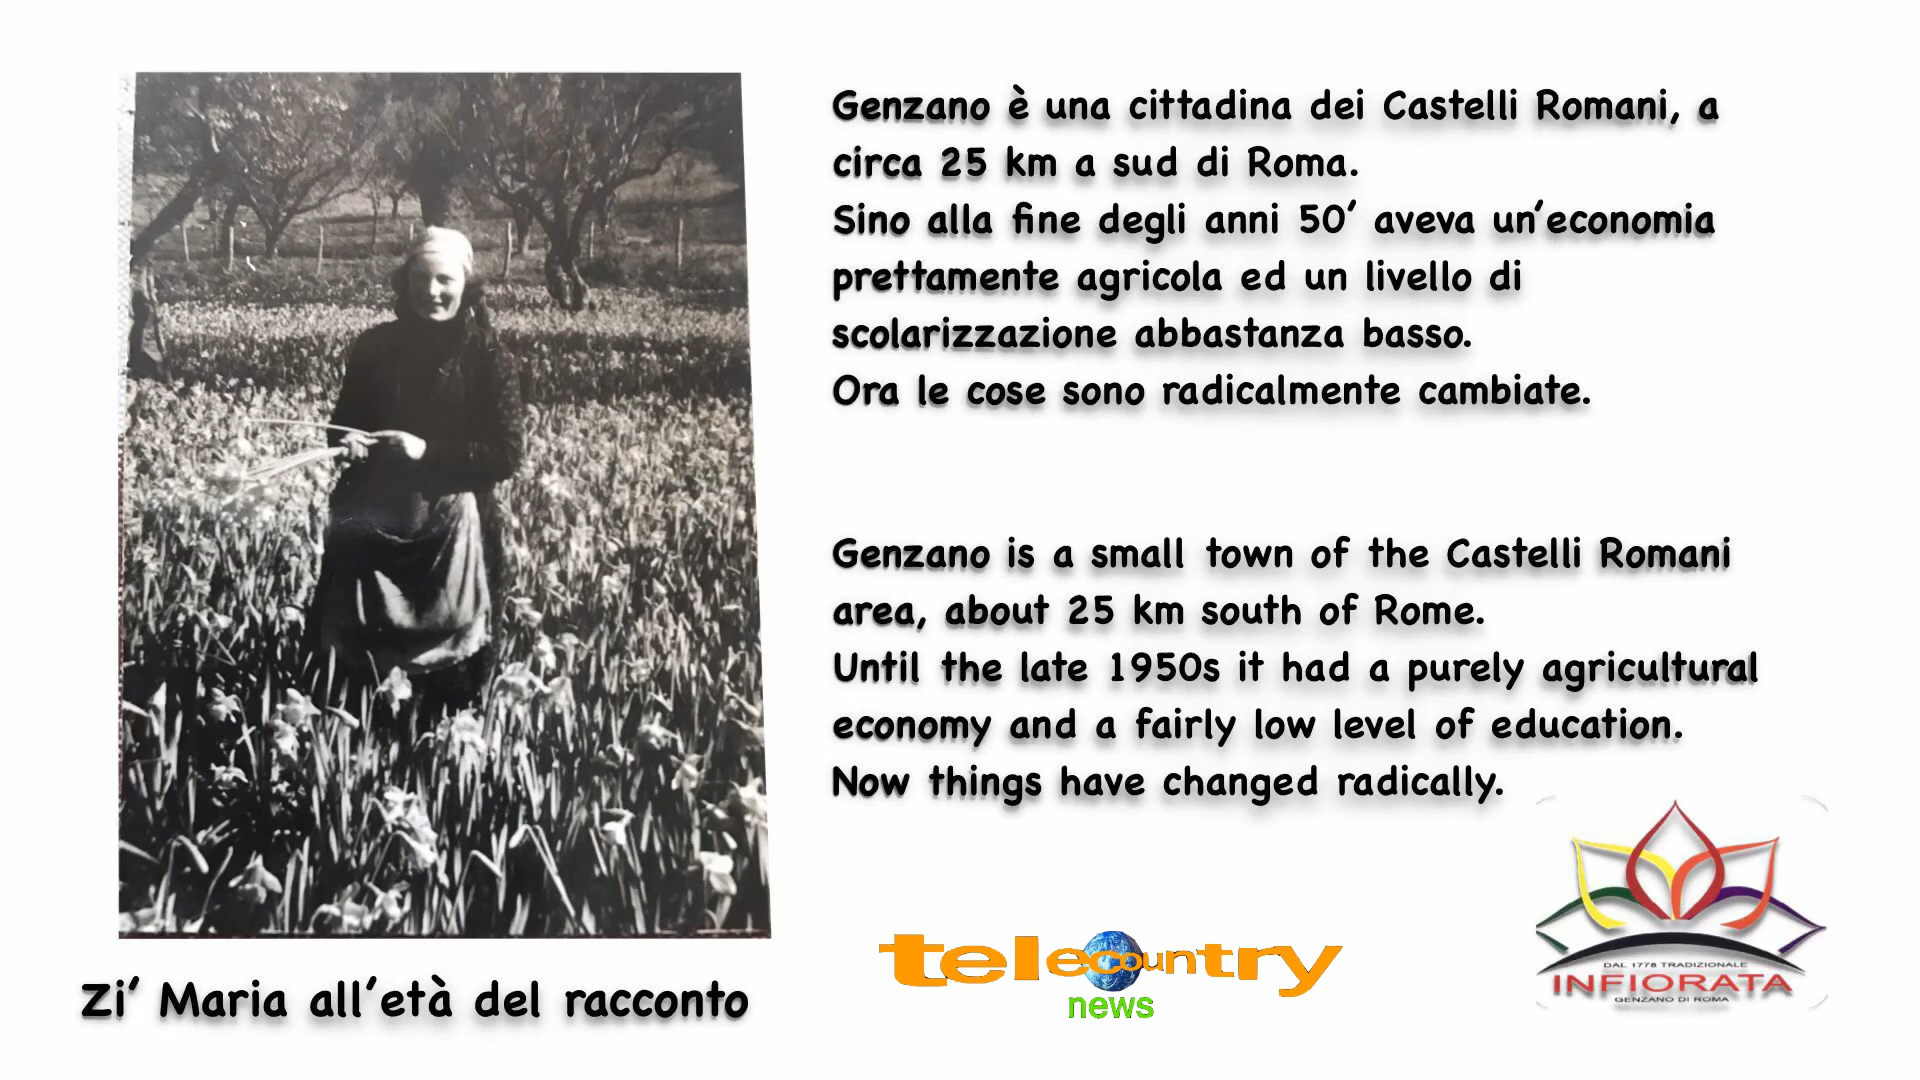 Genzano è una cittadina dei Castelli Romani, a
circa 25 km a sud di Roma.
Sino alla fine degli anni 50’ aveva un’economia
prettamente agricola ed un livello di
scolarizzazione abbastanza basso.
Ora le cose sono radicalmente cambiate.
Genzano is a small town of the Castelli Romani
area, about 25 km south of Rome.
Until the late 1950s it had a purely agricultural
economy and a fairly low level of education.
Now things have changed radically.
Zi’ Maria all’età del racconto
telecountry
news
DAL 1778 TRADIZIONALE
INFIORATA
GENZANO DI ROMA